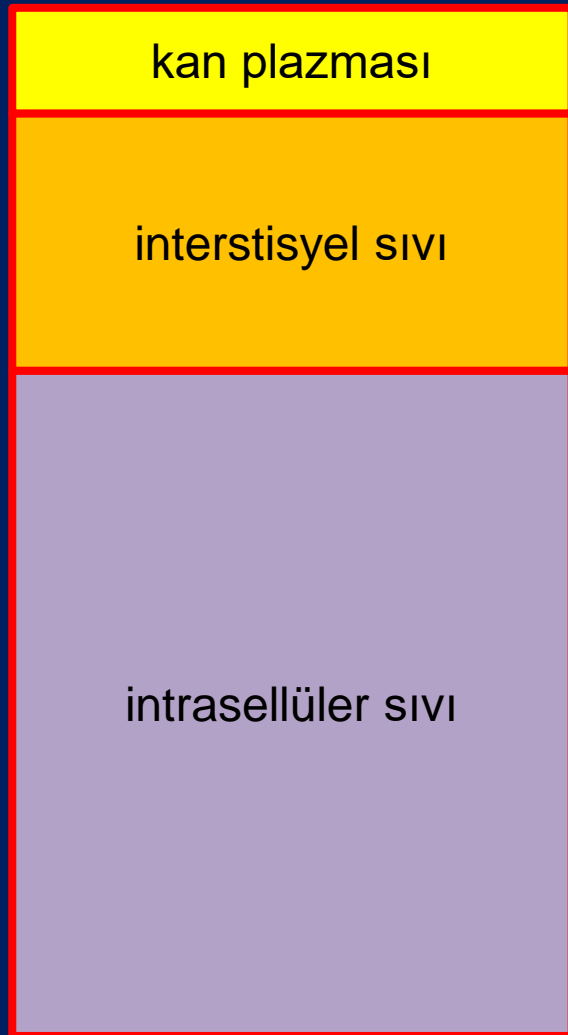 kan plazması
interstisyel sıvı
intrasellüler sıvı